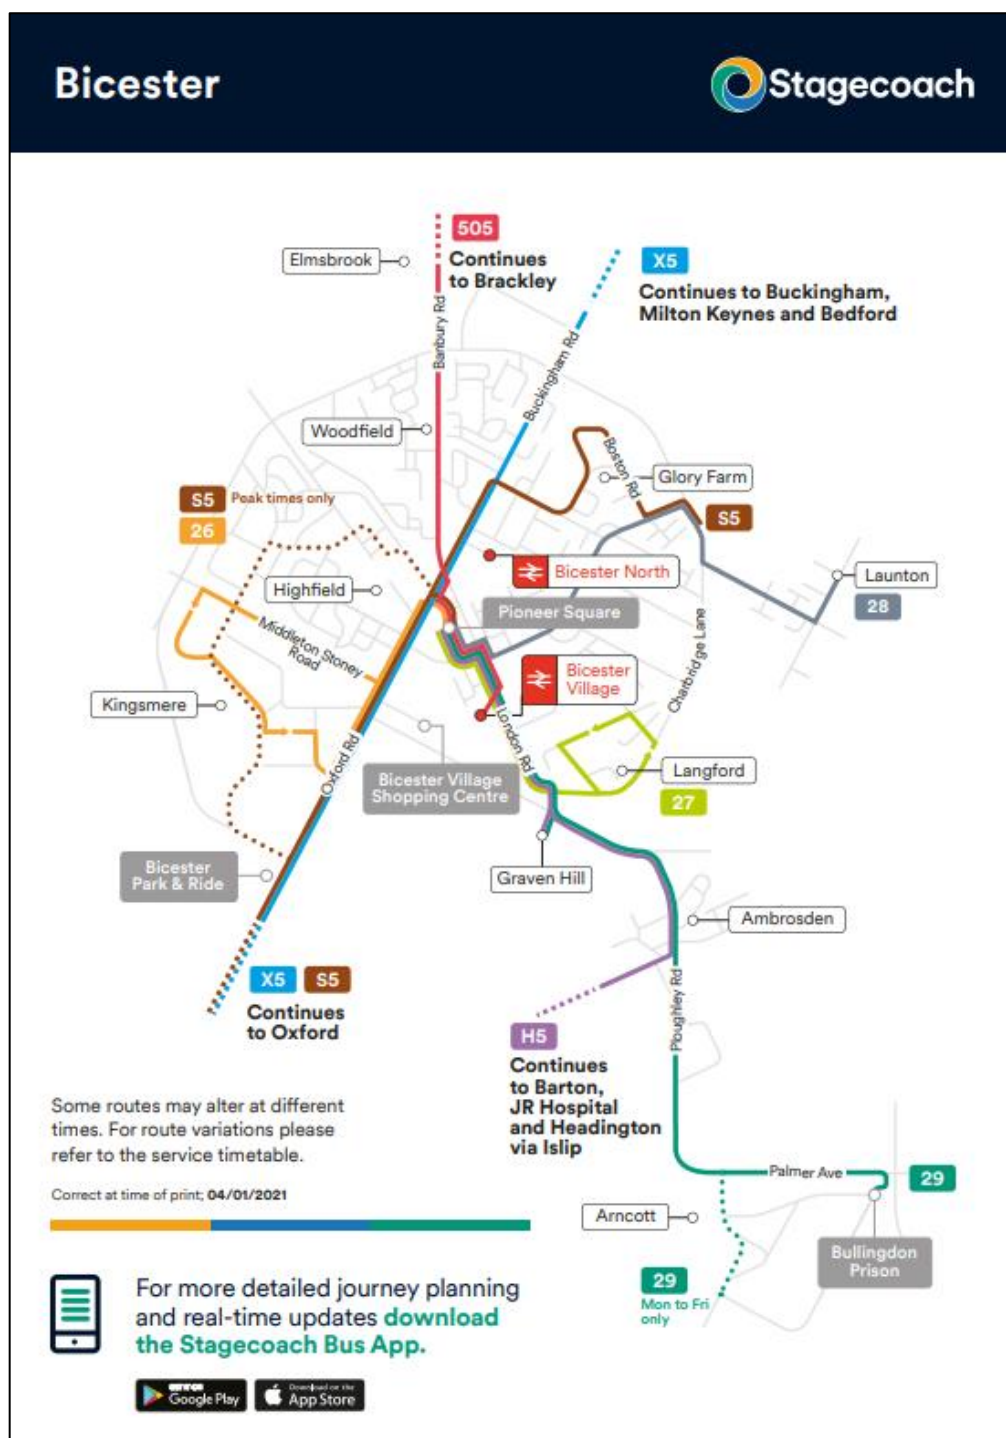 Bicester
Stagecoach
505
Continues
to Brackley
Elmsbrook
X5
Continues to Buckingham,
Milton Keynes and Bedford
Banbury Rd
Buckingham Rd
Woodfield
Boston Rd
Glory Farm
S5 Peak times only
26
S5
Bicester North
Launton
28
Highfield
Pioneer Square
Middleton Stoney
Road
Bicester
Village
Charbridge Lane
Kingsmere
London Rd
Oxford Rd
Langford
27
Bicester Village
Shopping Centre
Bicester
Park & Ride
Graven Hill
Ambrosden
X5 S5
Continues
to Oxford
Ploughley Rd
H5
Continues
to Barton,
JR Hospital
and Headington
via Islip
Some routes may alter at different
times. For route variations please
refer to the service timetable.
Correct at time of print; 04/01/2021
Palmer Ave
29
Arncott
Bullingdon
Prison
29
Mon to Fri
only
For more detailed journey planning
and real-time updates download
the Stagecoach Bus App.
Google Play
Download on the
App Store